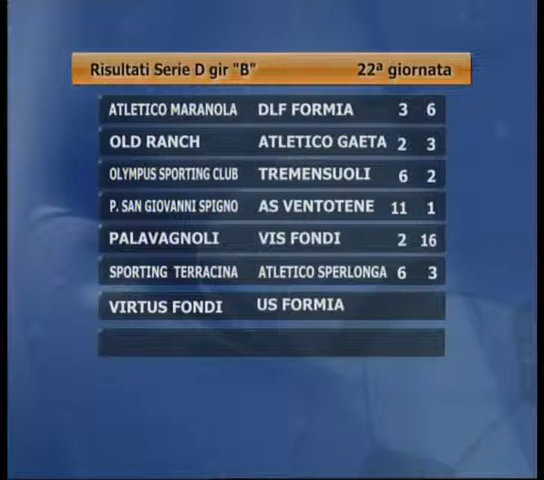 Risultati Serie D gir "B" 22ª giornata
ATLETICO MARANOLA DLF FORMIA 3 6
OLD RANCH ATLETICO GAETA 2 3
OLYMPUS SPORTING CLUB TREMENSUOLI 6 2
P. SAN GIOVANNI SPIGNO AS VENTOTENE 11 1
PALAVAGNOLI VIS FONDI 2 16
SPORTING TERRACINA ATLETICO SPERLONGA 6 3
VIRTUS FONDI US FORMIA